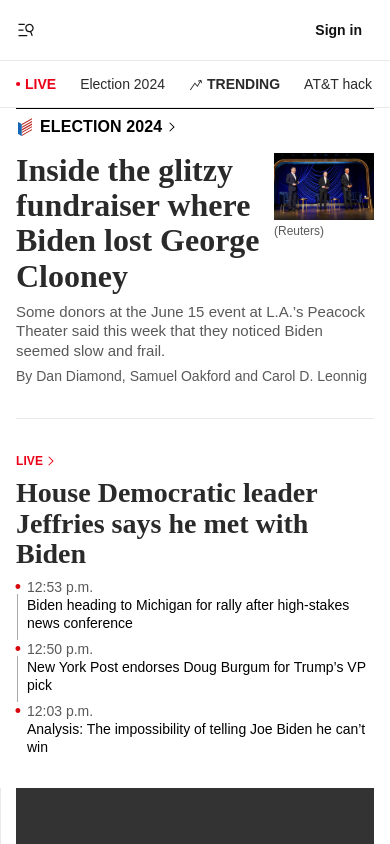 Sign in
LIVE
Election 2024
TRENDING
AT&T hack
ELECTION 2024
Inside the glitzy
fundraiser where
Biden lost George
Clooney
(Reuters)
Some donors at the June 15 event at L.A.’s Peacock
Theater said this week that they noticed Biden
seemed slow and frail.
By Dan Diamond, Samuel Oakford and Carol D. Leonnig
LIVE
House Democratic leader
Jeffries says he met with
Biden
12:53 p.m.
Biden heading to Michigan for rally after high-stakes
news conference
12:50 p.m.
New York Post endorses Doug Burgum for Trump’s VP
pick
12:03 p.m.
Analysis: The impossibility of telling Joe Biden he can’t
win